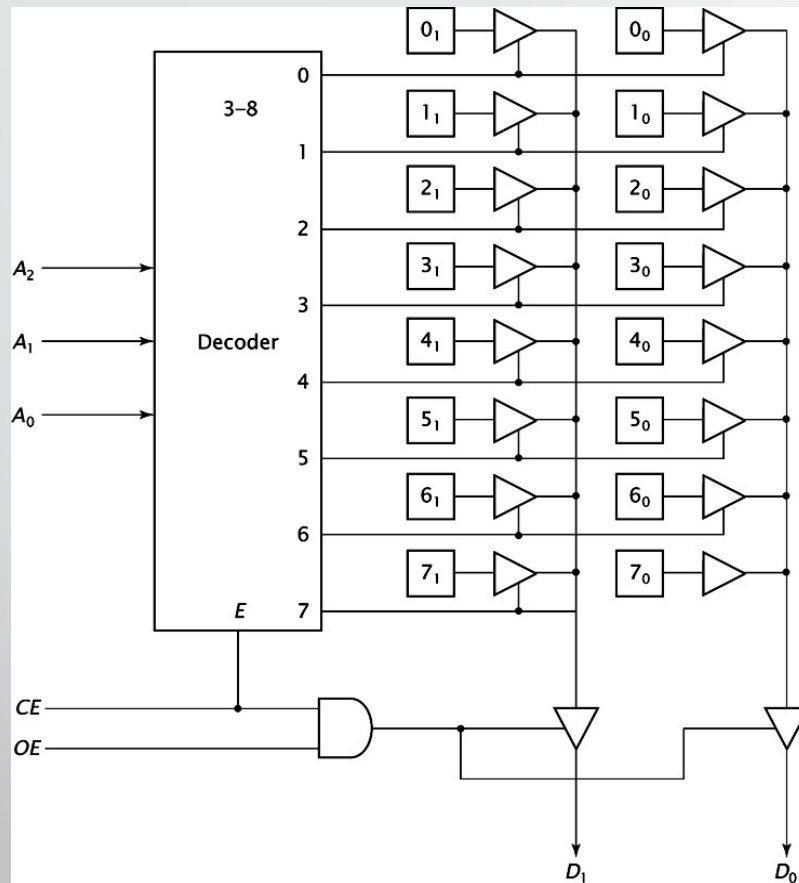 0₁ 0₀
0
3–8
1₁ 1₀
1
2₁ 2₀
2
A₂
3₁ 3₀
3
A₁ Decoder 4₁ 4₀
4
A₀
5₁ 5₀
5
6₁ 6₀
6
7₁ 7₀
E 7
CE
OE
D₁ D₀